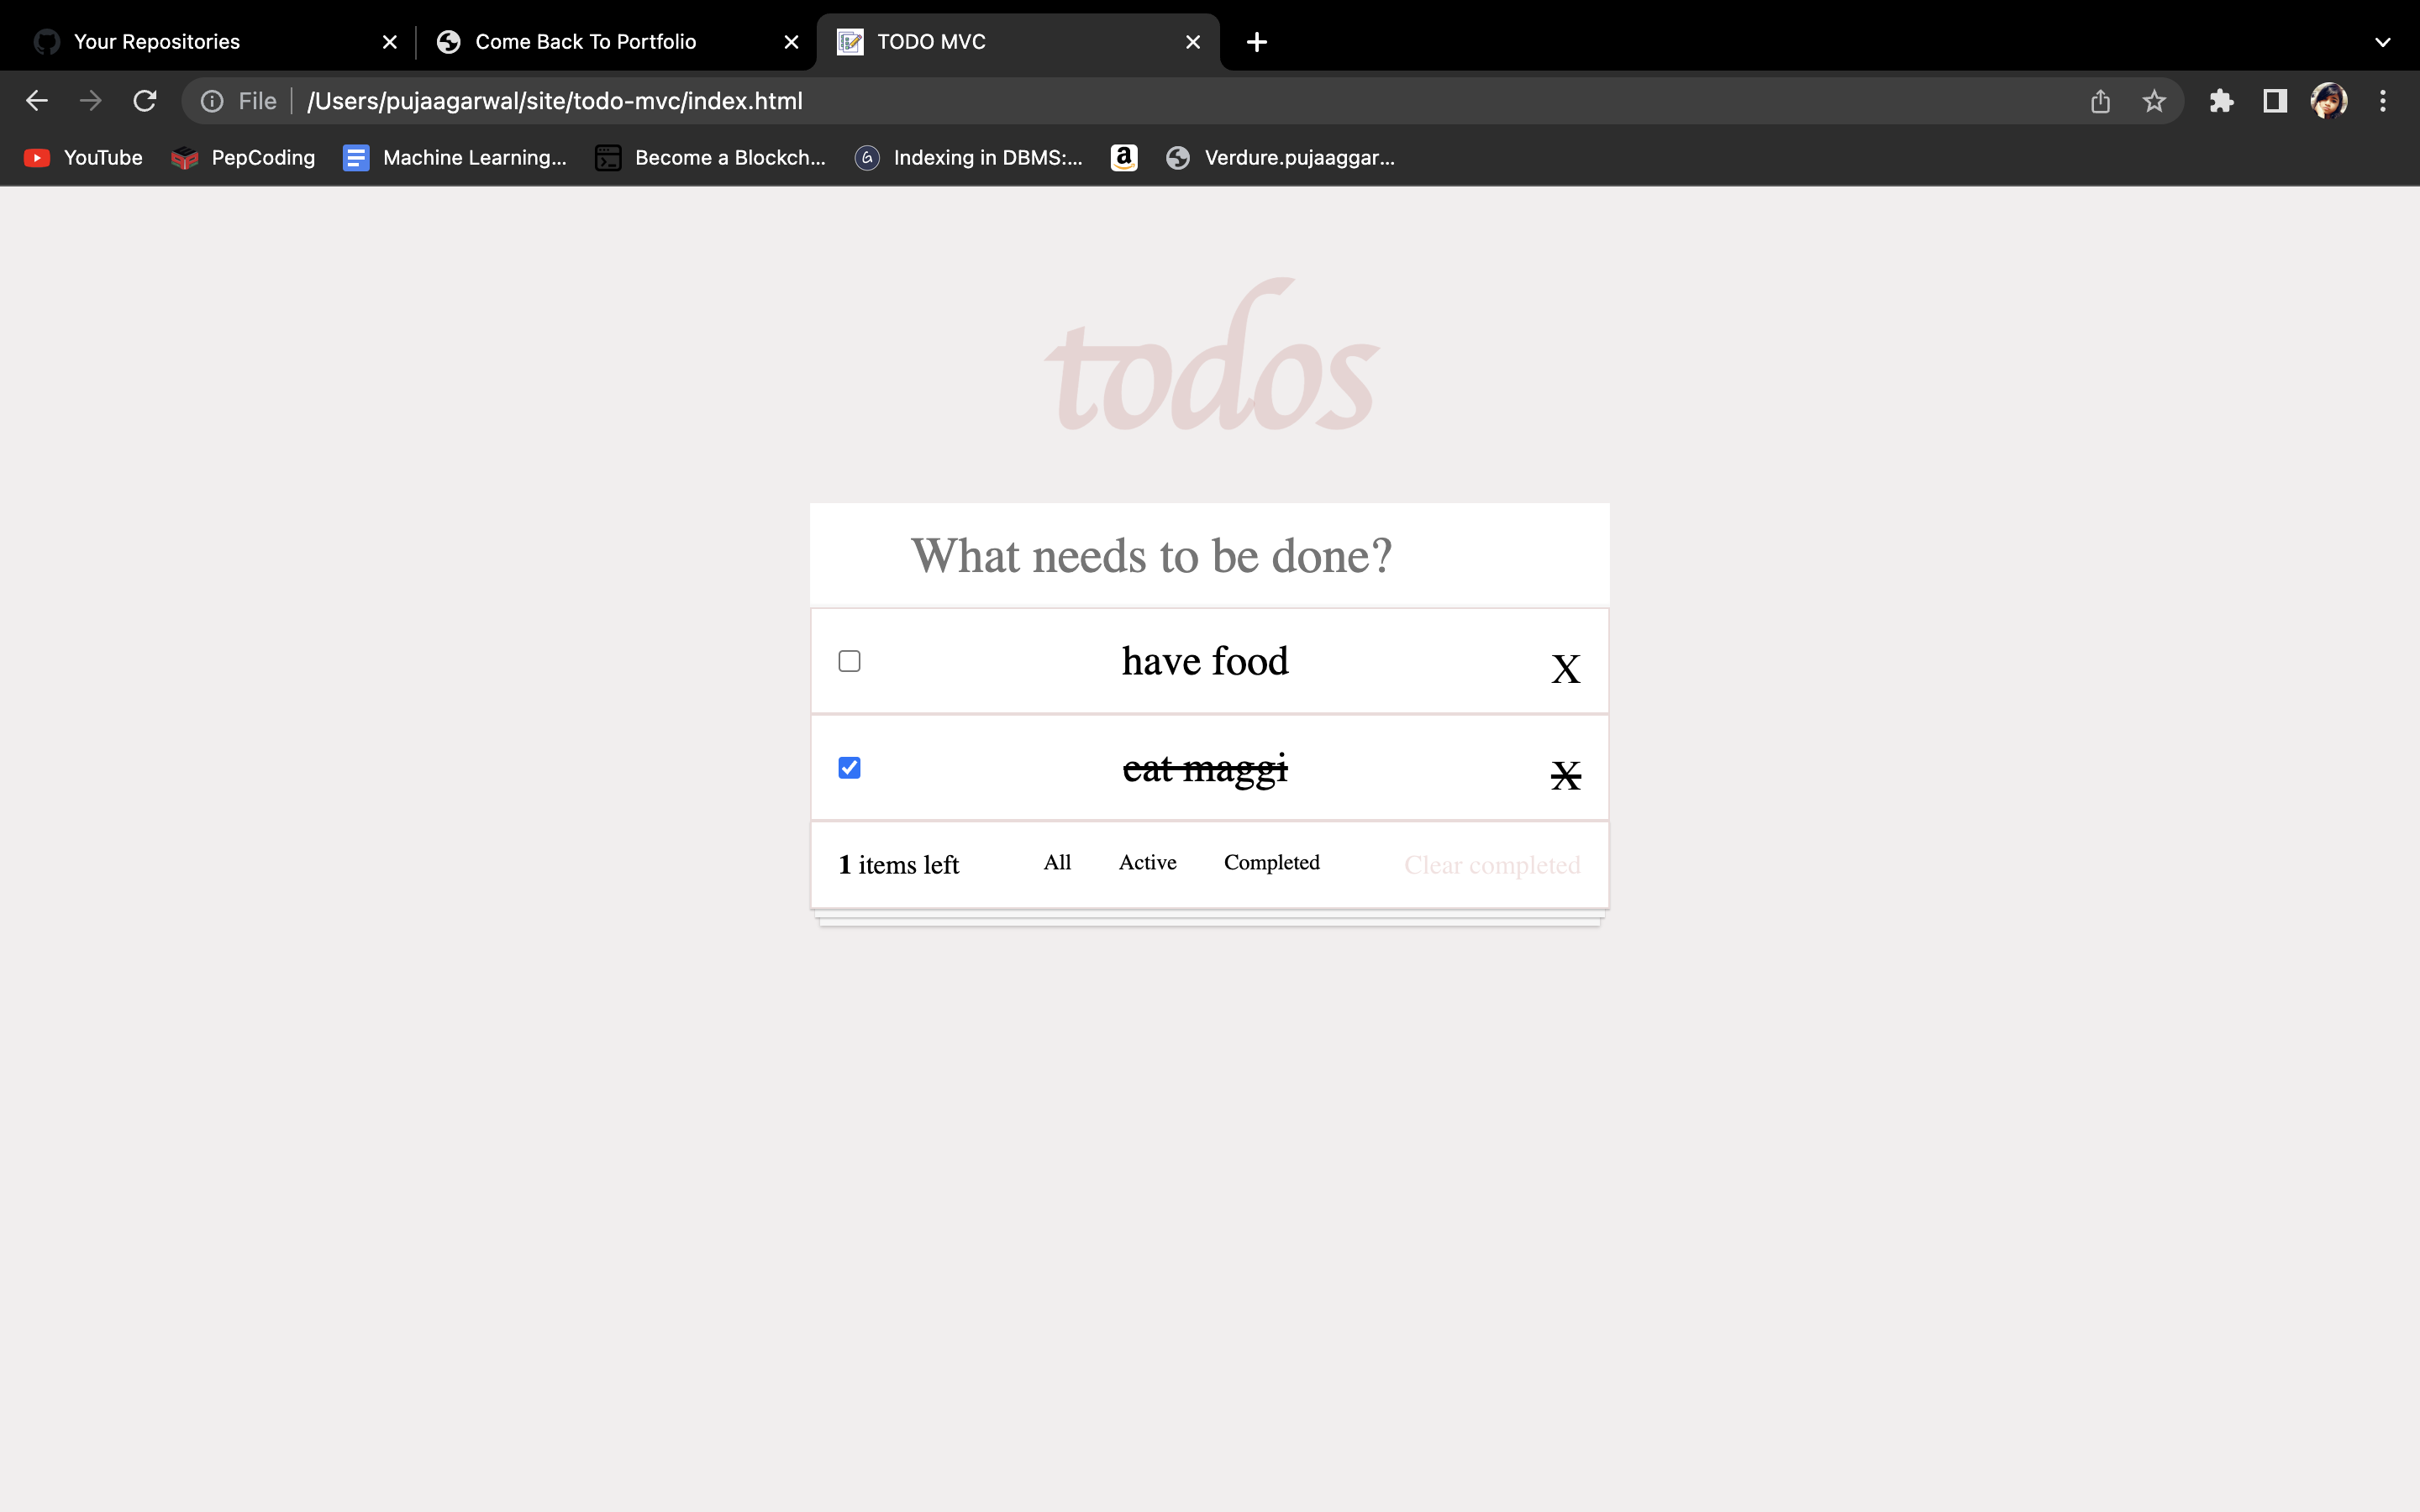 Your Repositories
Come Back To Portfolio
TODO MVC
File /Users/pujaagarwal/site/todo-mvc/index.html
YouTube PepCoding Machine Learning... Become a Blockch... Indexing in DBMS:... a Verdure.pujaaggar...
todos
What needs to be done?
have food X
eat maggi X
1 items left All Active Completed Clear completed